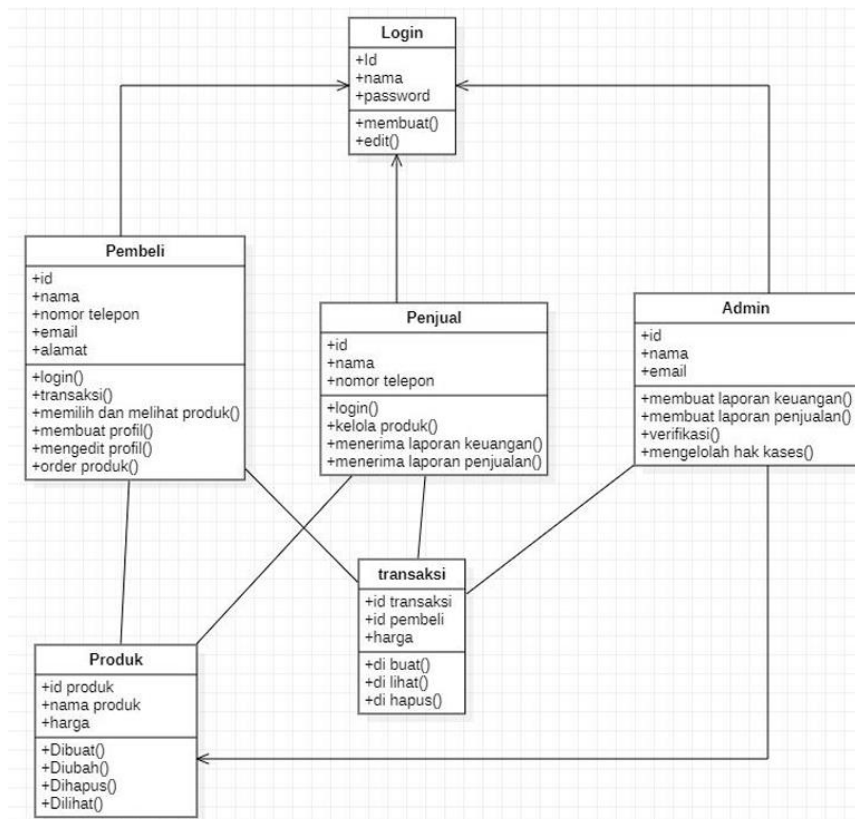 Login
+Id
+nama
+password
+membuat()
+edit()
Pembeli
+id
+nama
+nomor telepon
+email
+alamat
+login()
+transaksi()
+memilih dan melihat produk()
+membuat profil()
+mengedit profil()
+order produk()
Penjual
+id
+nama
+nomor telepon
+login()
+kelola produk()
+menerima laporan keuangan()
+menerima laporan penjualan()
Admin
+id
+nama
+email
+membuat laporan keuangan()
+membuat laporan penjualan()
+verifikasi()
+mengelolah hak kases()
transaksi
+id transaksi
+id pembeli
+harga
+di buat()
+di lihat()
+di hapus()
Produk
+id produk
+nama produk
+harga
+Dibuat()
+Diubah()
+Dihapus()
+Dilihat()